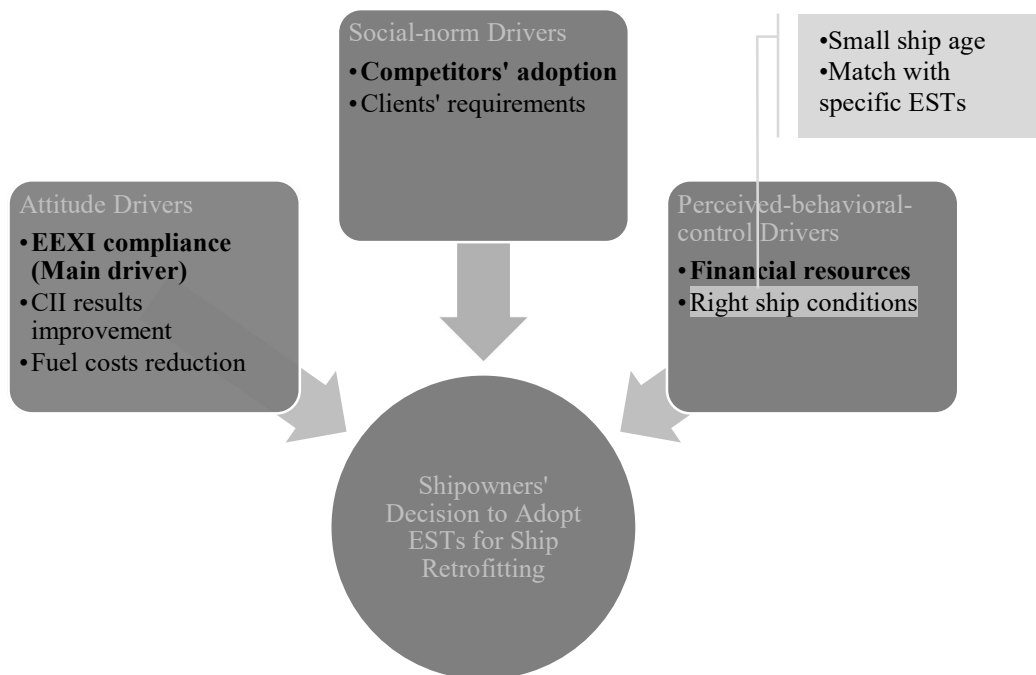 Social-norm Drivers
•Competitors' adoption
•Clients' requirements
•Small ship age
•Match with
specific ESTs
Attitude Drivers
•EEXI compliance
(Main driver)
•CII results
improvement
•Fuel costs reduction
Perceived-behavioral-
control Drivers
•Financial resources
•Right ship conditions
Shipowners'
Decision to Adopt
ESTs for Ship
Retrofitting